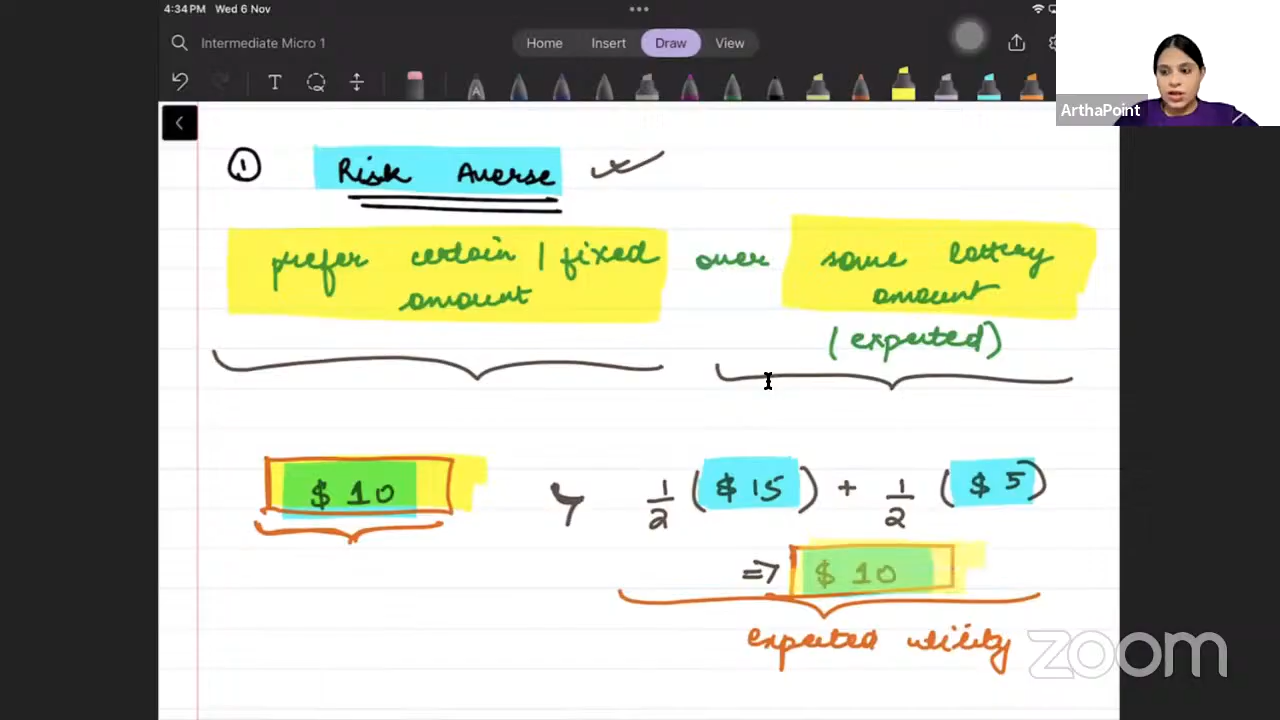 4:34 PM Wed 6 Nov
Intermediate Micro 1
Home Insert Draw View
T
A
ArthaPoint
① Risk Averse
prefer certain / fixed amount over same lottery amount
(expected)
$ 10 ≻ 1/2 ($ 15) + 1/2 ($ 5)
=> $ 10
expected utility
zoom